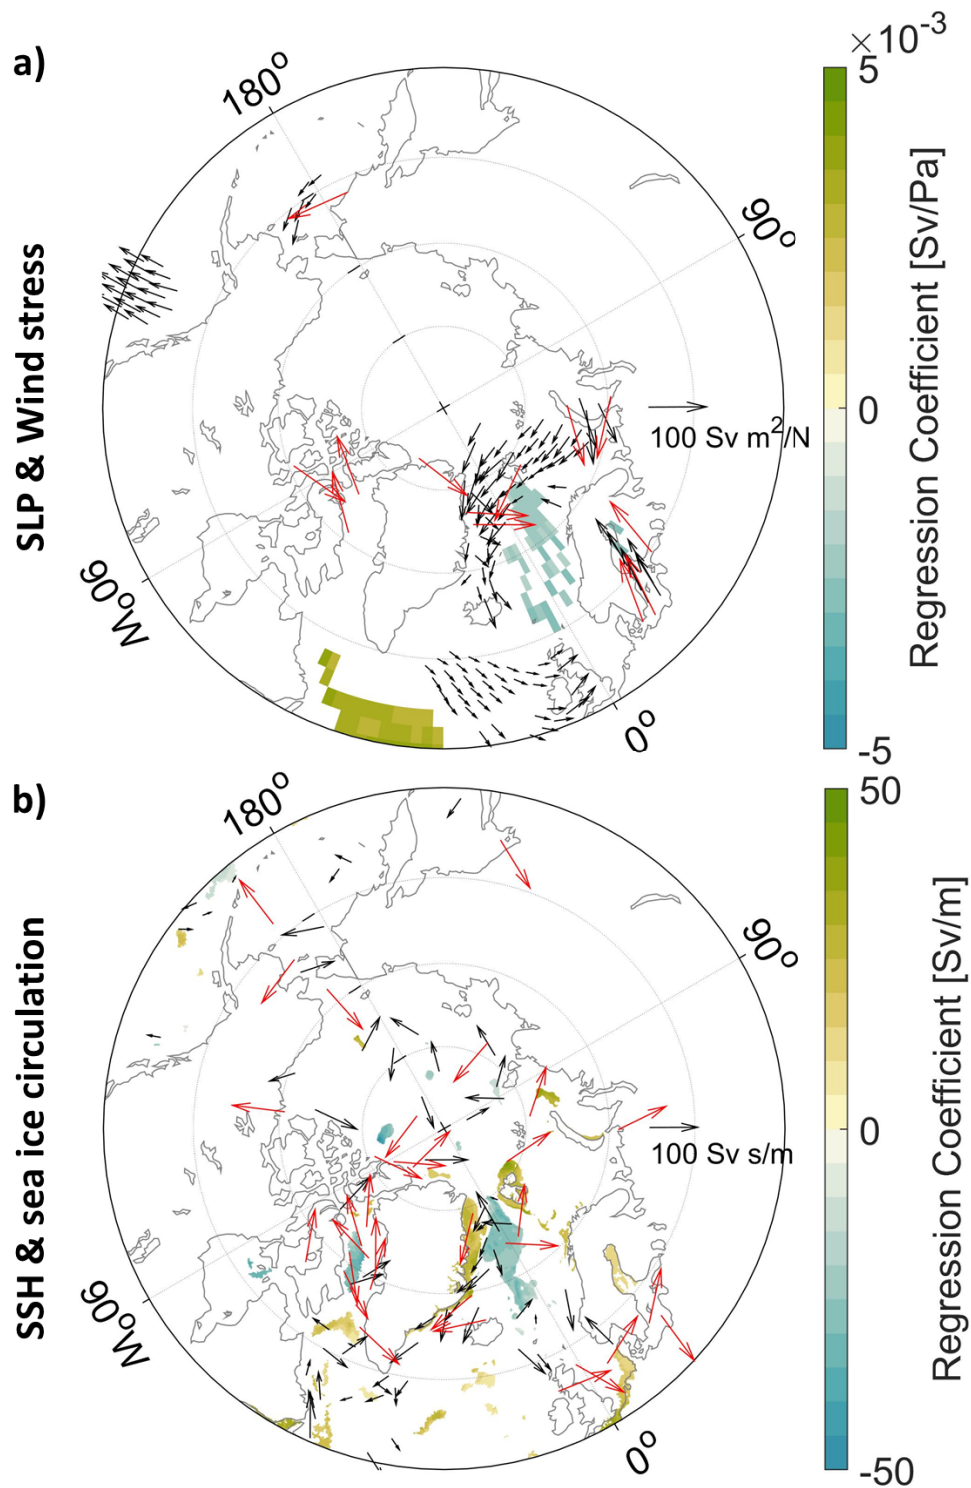 a)
SLP & Wind stress
180°
90°
90°W
0°
100 Sv m²/N
×10⁻³
5
0
-5
Regression Coefficient [Sv/Pa]
b)
SSH & sea ice circulation
180°
90°
90°W
0°
100 Sv s/m
50
0
-50
Regression Coefficient [Sv/m]